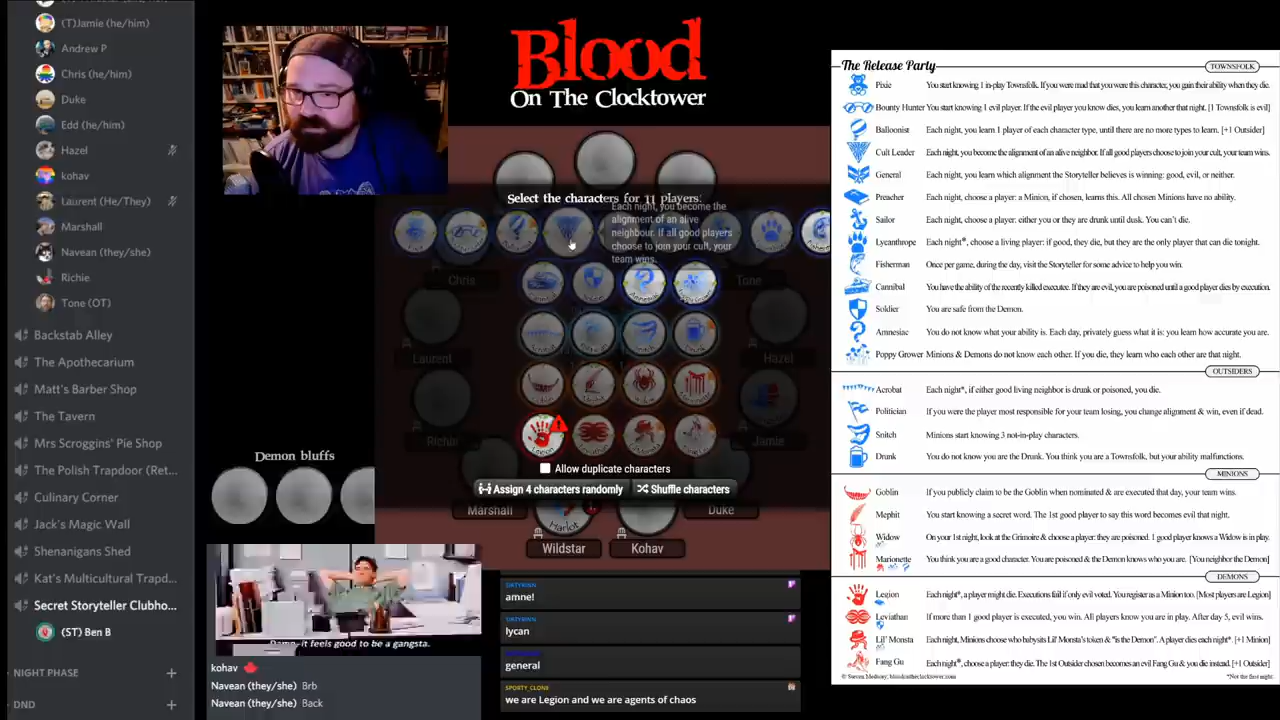 (T)Jamie (he/him)
Andrew P
Chris (he/him)
Duke
Edd (he/him)
Hazel
kohav
Laurent (He/They)
Marshall
Navean (they/she)
Richie
Tone (OT)
Backstab Alley
The Apothecarium
Matt's Barber Shop
The Tavern
Mrs Scroggins' Pie Shop
The Polish Trapdoor (Ret...
Culinary Corner
Jack's Magic Wall
Shenanigans Shed
Kat's Multicultural Trapd...
Secret Storyteller Clubho...
(ST) Ben B
NIGHT PHASE
DND
Blood
On The Clocktower
Select the characters for 11 players:
Each night, you become the
alignment of an alive
neighbour. If all good players
choose to join your cult, your
team wins.
Chris
Tone
Laurent
Hazel
Richie
Jamie
Legion
Allow duplicate characters
Assign 4 characters randomly
Shuffle characters
Marshall
Duke
Harlot
Wildstar
Kohav
Demon bluffs
Damn it feels good to be a gangsta.
kohav
Navean (they/she) Brb
Navean (they/she) Back
DATYRIAN
amne!
DATYRIAN
lycan
general
SPORTY_CLONE
we are Legion and we are agents of chaos
The Release Party
TOWNSFOLK
Pixie You start knowing 1 in-play Townsfolk. If you were mad that you were this character, you gain their ability when they die.
Bounty Hunter You start knowing 1 evil player. If the evil player you know dies, you learn another that night. [1 Townsfolk is evil]
Balloonist Each night, you learn 1 player of each character type, until there are no more types to learn. [+1 Outsider]
Cult Leader Each night, you become the alignment of an alive neighbor. If all good players choose to join your cult, your team wins.
General Each night, you learn which alignment the Storyteller believes is winning: good, evil, or neither.
Preacher Each night, choose a player: a Minion, if chosen, learns this. All chosen Minions have no ability.
Sailor Each night, choose a player: either you or they are drunk until dusk. You can't die.
Lycanthrope Each night*, choose a living player: if good, they die, but they are the only player that can die tonight.
Fisherman Once per game, during the day, visit the Storyteller for some advice to help you win.
Cannibal You have the ability of the recently killed executee. If they are evil, you are poisoned until a good player dies by execution.
Soldier You are safe from the Demon.
Amnesiac You do not know what your ability is. Each day, privately guess what it is: you learn how accurate you are.
Poppy Grower Minions & Demons do not know each other. If you die, they learn who each other are that night.
OUTSIDERS
Acrobat Each night*, if either good living neighbor is drunk or poisoned, you die.
Politician If you were the player most responsible for your team losing, you change alignment & win, even if dead.
Snitch Minions start knowing 3 not-in-play characters.
Drunk You do not know you are the Drunk. You think you are a Townsfolk, but your ability malfunctions.
MINIONS
Goblin If you publicly claim to be the Goblin when nominated & are executed that day, your team wins.
Mephit You start knowing a secret word. The 1st good player to say this word becomes evil that night.
Widow On your 1st night, look at the Grimoire & choose a player: they are poisoned. 1 good player knows a Widow is in play.
Marionette You think you are a good character. You are poisoned & the Demon knows who you are. [You neighbor the Demon]
DEMONS
Legion Each night*, a player might die. Executions fail if only evil voted. You register as a Minion too. [Most players are Legion]
Leviathan If more than 1 good player is executed, you win. All players know you are in play. After day 5, evil wins.
Lil' Monsta Each night, Minions choose who babysits Lil' Monsta's token & "is the Demon". A player dies each night*. [+1 Minion]
Fang Gu Each night*, choose a player: they die. The 1st Outsider chosen becomes an evil Fang Gu & you die instead. [+1 Outsider]
© Steven Medway, bloodontheclocktower.com
*Not the first night